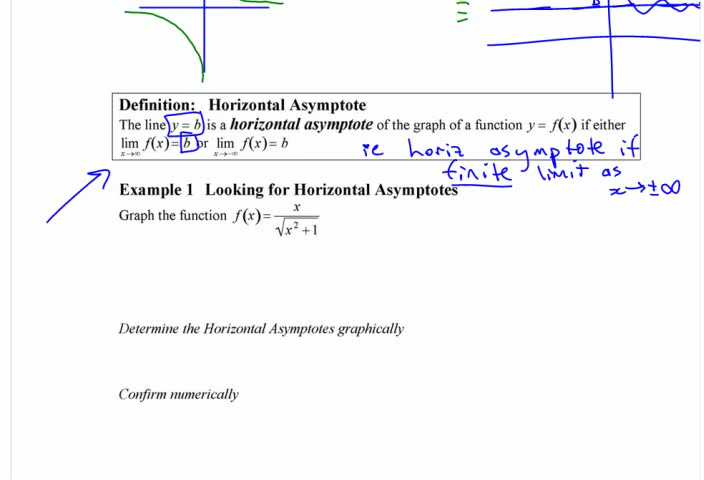 Definition: Horizontal Asymptote
The line y = b is a horizontal asymptote of the graph of a function y = f(x) if either
lim x→∞ f(x) = b or lim x→-∞ f(x) = b
ie horiz asymptote if
finite limit as
x→±∞
Example 1 Looking for Horizontal Asymptotes
Graph the function f(x) = x / √(x² + 1)
Determine the Horizontal Asymptotes graphically
Confirm numerically